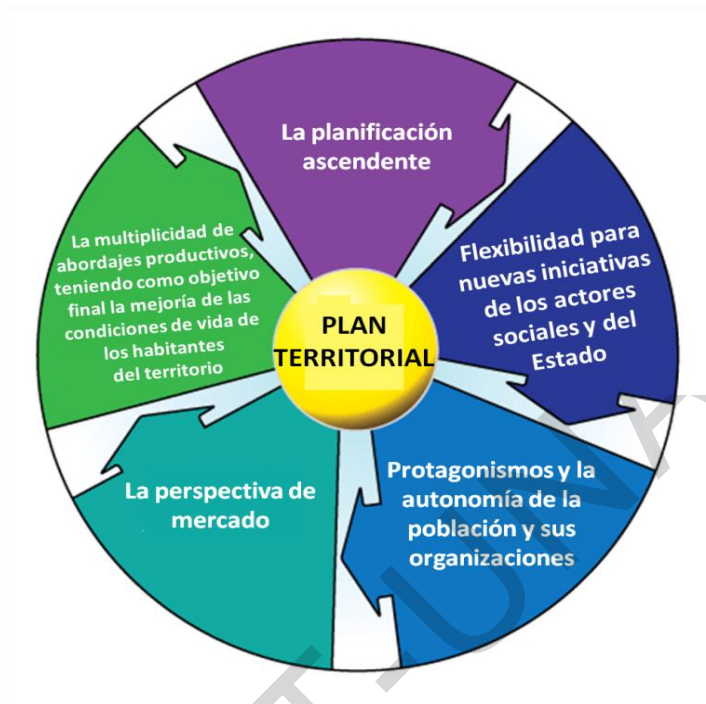 La planificación
ascendente
Flexibilidad para
nuevas iniciativas
de los actores
sociales y del
Estado
Protagonismos y la
autonomía de la
población y sus
organizaciones
La perspectiva de
mercado
La multiplicidad de
abordajes productivos,
teniendo como objetivo
final la mejoría de las
condiciones de vida de
los habitantes
del territorio
PLAN
TERRITORIAL